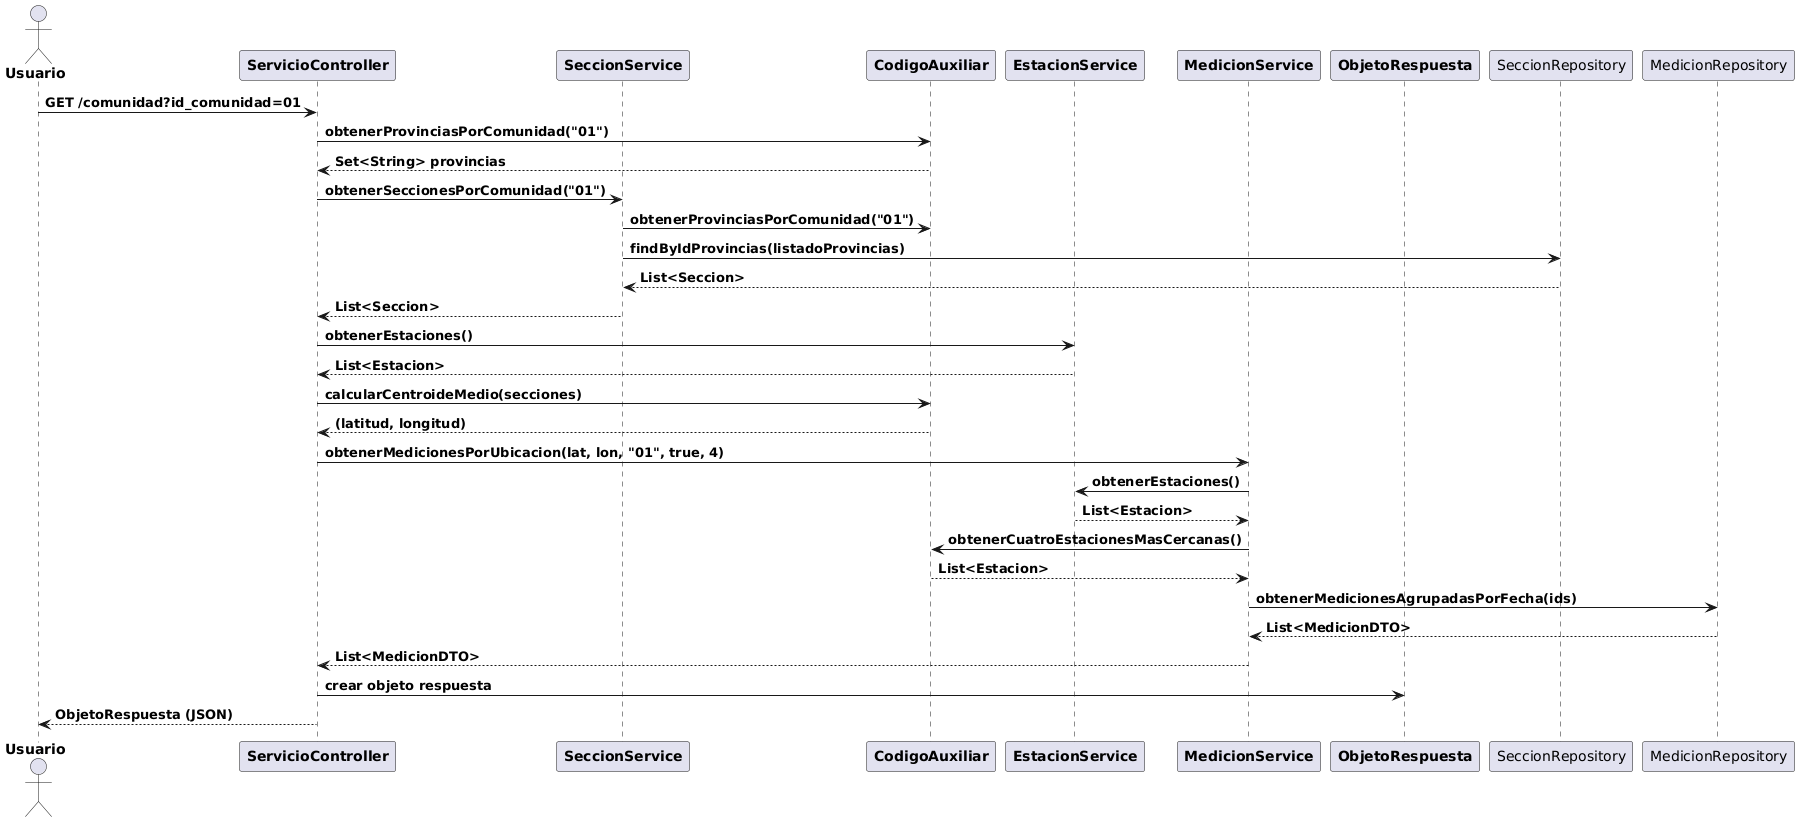 Usuario
ServicioController
SeccionService
CodigoAuxiliar
EstacionService
MedicionService
ObjetoRespuesta
SeccionRepository
MedicionRepository
GET /comunidad?id_comunidad=01
obtenerProvinciasPorComunidad("01")
Set<String> provincias
obtenerSeccionesPorComunidad("01")
obtenerProvinciasPorComunidad("01")
findByIdProvincias(listadoProvincias)
List<Seccion>
List<Seccion>
obtenerEstaciones()
List<Estacion>
calcularCentroideMedio(secciones)
(latitud, longitud)
obtenerMedicionesPorUbicacion(lat, lon, "01", true, 4)
obtenerEstaciones()
List<Estacion>
obtenerCuatroEstacionesMasCercanas()
List<Estacion>
obtenerMedicionesAgrupadasPorFecha(ids)
List<MedicionDTO>
List<MedicionDTO>
crear objeto respuesta
ObjetoRespuesta (JSON)
Usuario
ServicioController
SeccionService
CodigoAuxiliar
EstacionService
MedicionService
ObjetoRespuesta
SeccionRepository
MedicionRepository